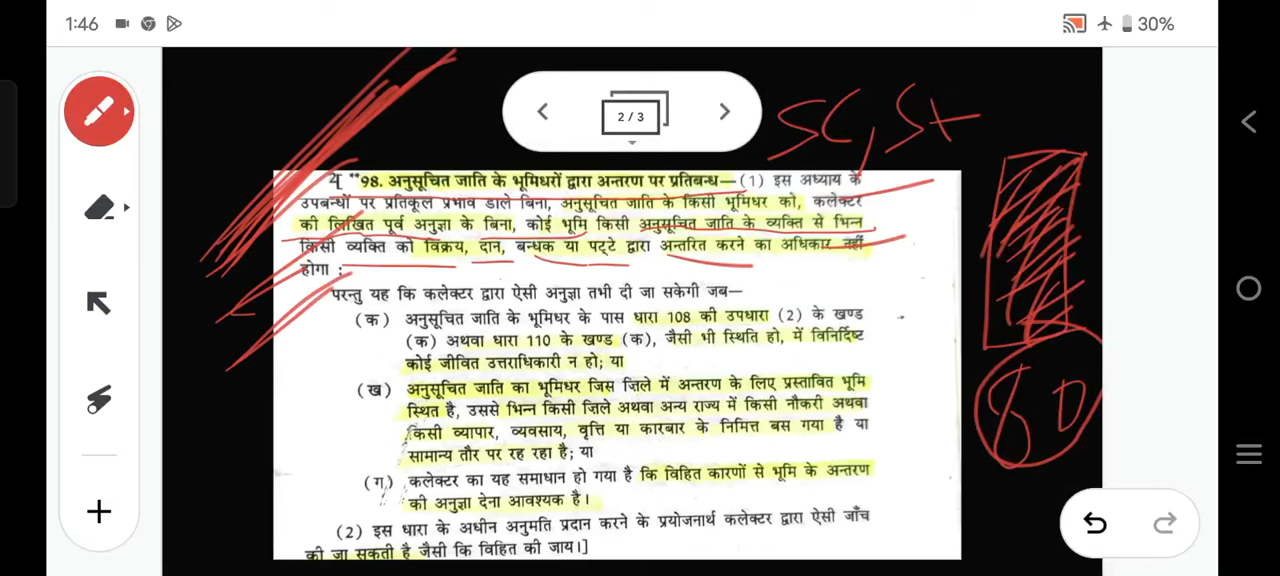 1:46
30%
2 / 3
SC, St
4[ **98. अनुसूचित जाति के भूमिधरों द्वारा अन्तरण पर प्रतिबन्ध—(1) इस अध्याय के
उपबन्धों पर प्रतिकूल प्रभाव डाले बिना, अनुसूचित जाति के किसी भूमिधर को, कलेक्टर
की लिखित पूर्व अनुज्ञा के बिना, कोई भूमि किसी अनुसूचित जाति के व्यक्ति से भिन्न
किसी व्यक्ति को विक्रय, दान, बन्धक या पट्टे द्वारा अन्तरित करने का अधिकार नहीं
होगा :
परन्तु यह कि कलेक्टर द्वारा ऐसी अनुज्ञा तभी दी जा सकेगी जब—
(क) अनुसूचित जाति के भूमिधर के पास धारा 108 की उपधारा (2) के खण्ड
(क) अथवा धारा 110 के खण्ड (क), जैसी भी स्थिति हो, में विनिर्दिष्ट
कोई जीवित उत्तराधिकारी न हो; या
(ख) अनुसूचित जाति का भूमिधर जिस ज़िले में अन्तरण के लिए प्रस्तावित भूमि
स्थित है, उससे भिन्न किसी ज़िले अथवा अन्य राज्य में किसी नौकरी अथवा
किसी व्यापार, व्यवसाय, वृत्ति या कारबार के निमित्त बस गया है या
सामान्य तौर पर रह रहा है; या
(ग) कलेक्टर का यह समाधान हो गया है कि विहित कारणों से भूमि के अन्तरण
की अनुज्ञा देना आवश्यक है।
(2) इस धारा के अधीन अनुमति प्रदान करने के प्रयोजनार्थ कलेक्टर द्वारा ऐसी जाँच
की जा सकती है जैसी कि विहित की जाय।]
80